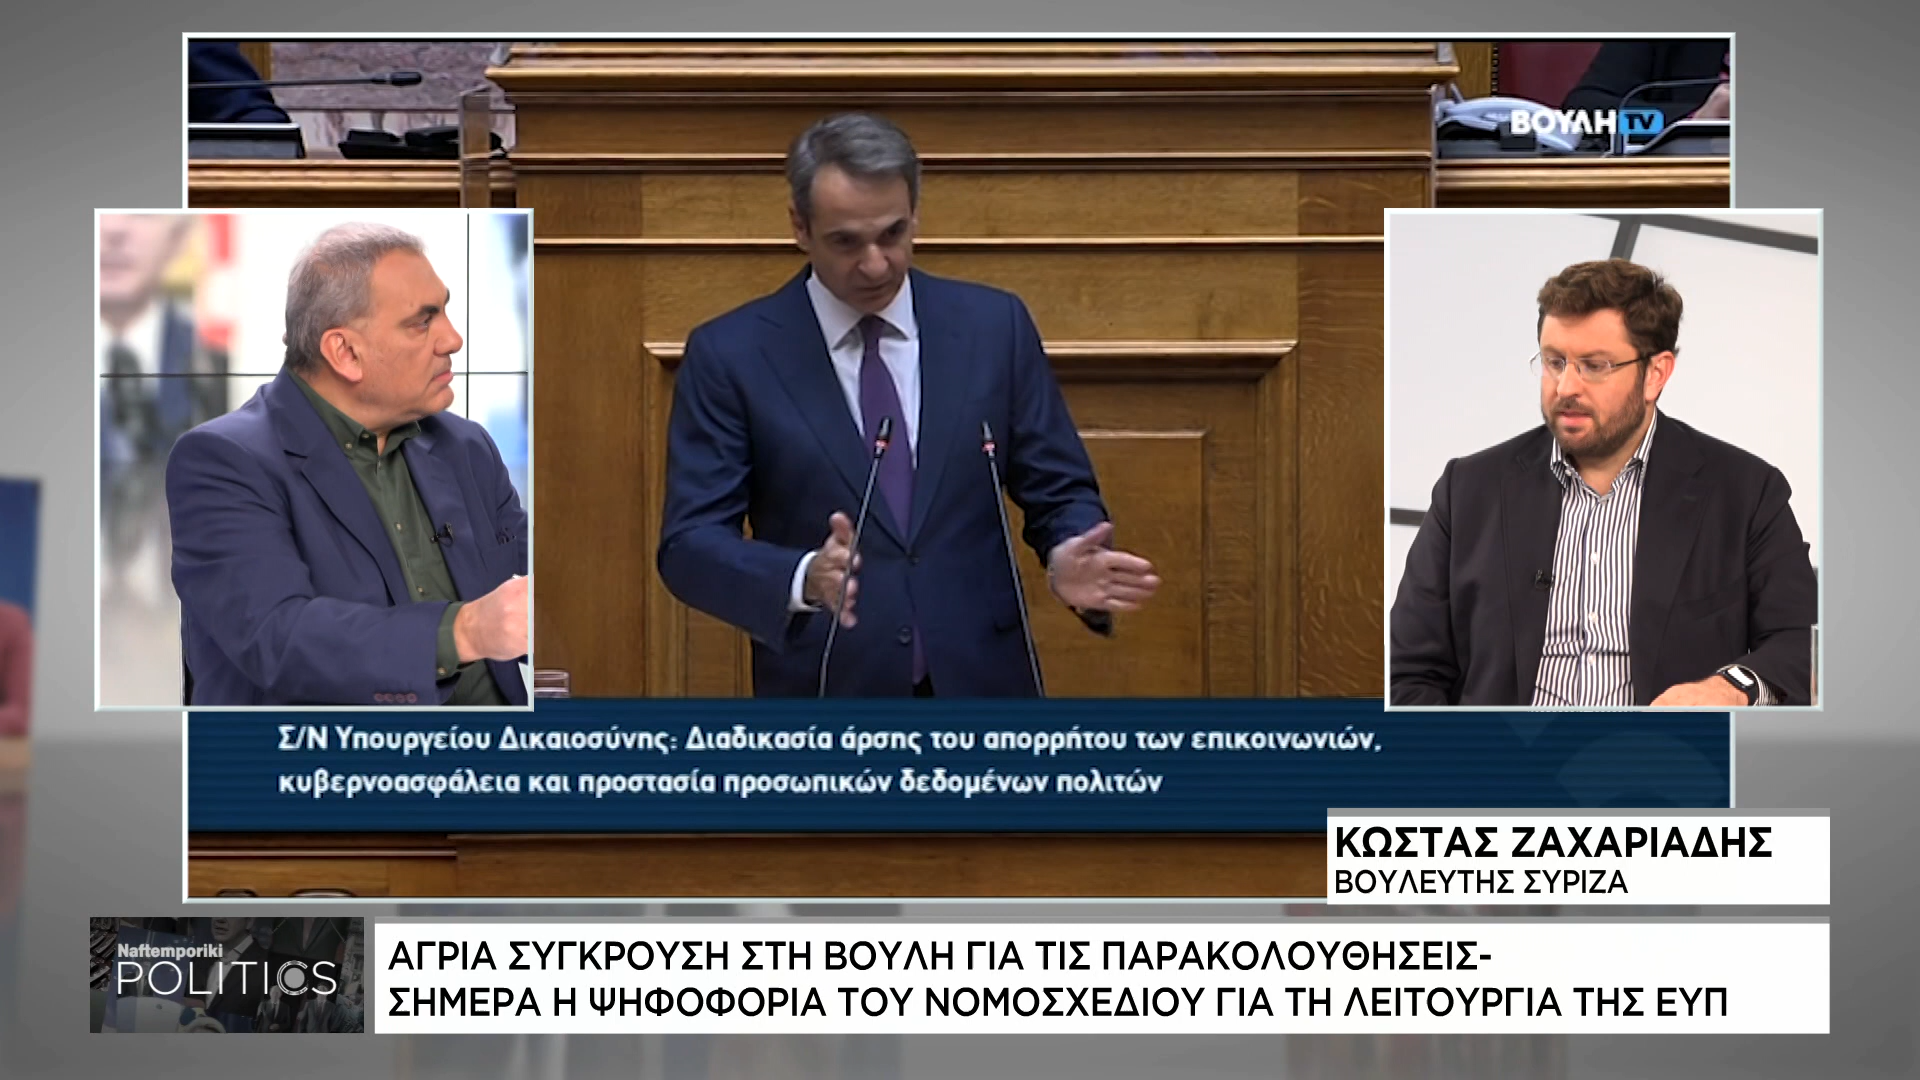 ΒΟΥΛΗ TV
Σ/Ν Υπουργείου Δικαιοσύνης: Διαδικασία άρσης του απορρήτου των επικοινωνιών,
κυβερνοασφάλεια και προστασία προσωπικών δεδομένων πολιτών
ΚΩΣΤΑΣ ΖΑΧΑΡΙΑΔΗΣ
ΒΟΥΛΕΥΤΗΣ ΣΥΡΙΖΑ
Naftemporiki
POLITICS
ΑΓΡΙΑ ΣΥΓΚΡΟΥΣΗ ΣΤΗ ΒΟΥΛΗ ΓΙΑ ΤΙΣ ΠΑΡΑΚΟΛΟΥΘΗΣΕΙΣ-
ΣΗΜΕΡΑ Η ΨΗΦΟΦΟΡΙΑ ΤΟΥ ΝΟΜΟΣΧΕΔΙΟΥ ΓΙΑ ΤΗ ΛΕΙΤΟΥΡΓΙΑ ΤΗΣ ΕΥΠ